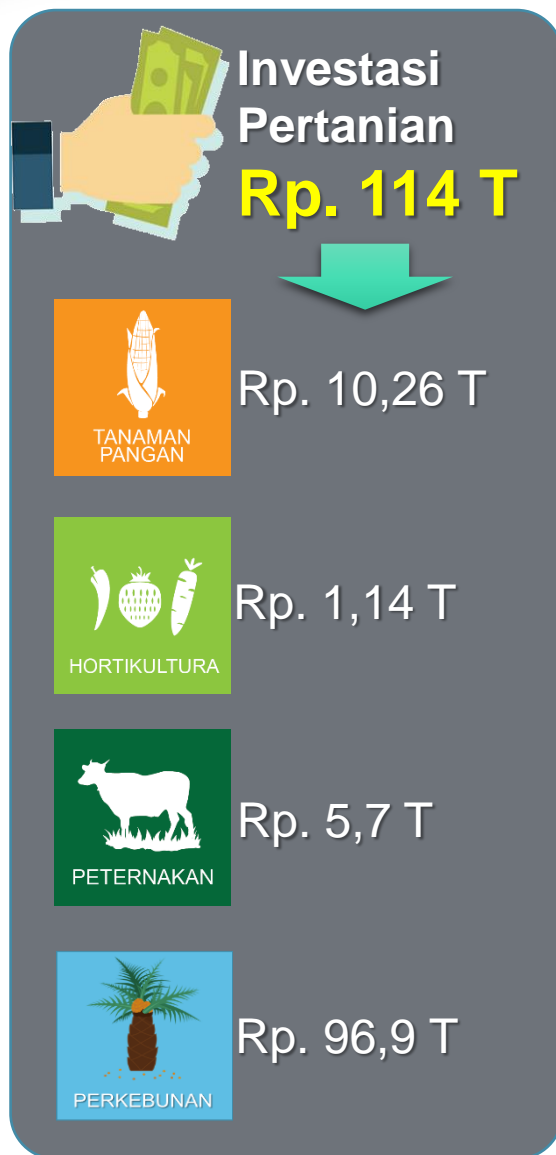 Investasi
Pertanian
Rp. 114 T
TANAMAN
PANGAN
Rp. 10,26 T
HORTIKULTURA
Rp. 1,14 T
PETERNAKAN
Rp. 5,7 T
PERKEBUNAN
Rp. 96,9 T